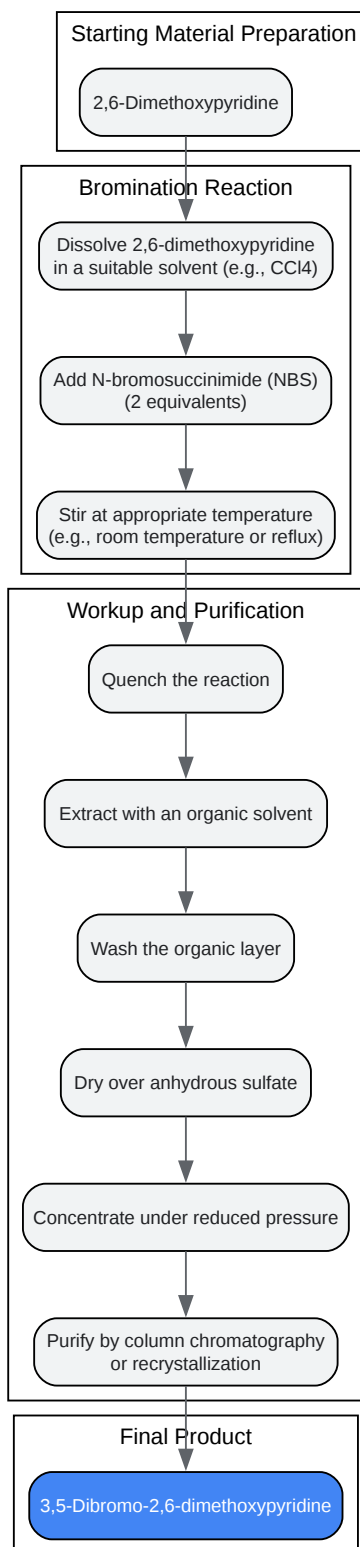 Starting Material Preparation
2,6-Dimethoxypyridine
Bromination Reaction
Dissolve 2,6-dimethoxypyridine
in a suitable solvent (e.g., CCl4)
Add N-bromosuccinimide (NBS)
(2 equivalents)
Stir at appropriate temperature
(e.g., room temperature or reflux)
Workup and Purification
Quench the reaction
Extract with an organic solvent
Wash the organic layer
Dry over anhydrous sulfate
Concentrate under reduced pressure
Purify by column chromatography
or recrystallization
Final Product
3,5-Dibromo-2,6-dimethoxypyridine